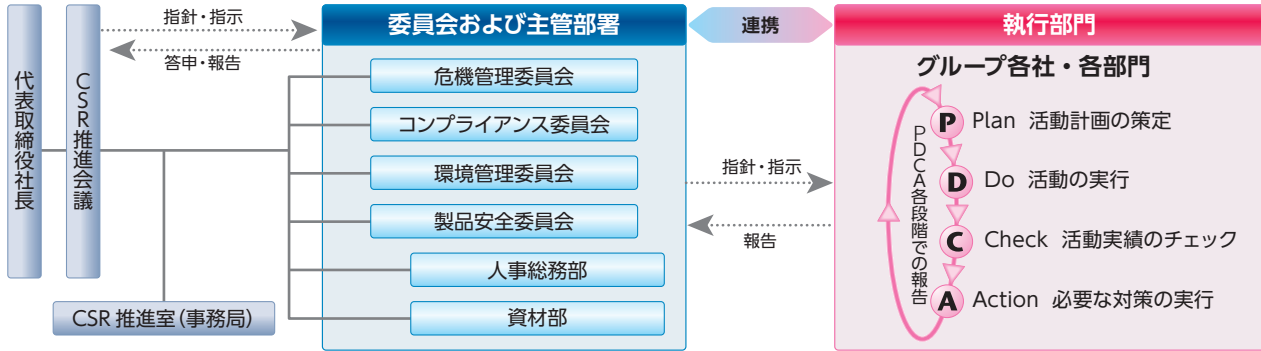 代表取締役社長
CSR推進会議
指針・指示
答申・報告
CSR 推進室(事務局)
委員会および主管部署
危機管理委員会
コンプライアンス委員会
環境管理委員会
製品安全委員会
人事総務部
資材部
連携
指針・指示
報告
執行部門
グループ各社・各部門
PDCA各段階での報告
P Plan 活動計画の策定
D Do 活動の実行
C Check 活動実績のチェック
A Action 必要な対策の実行